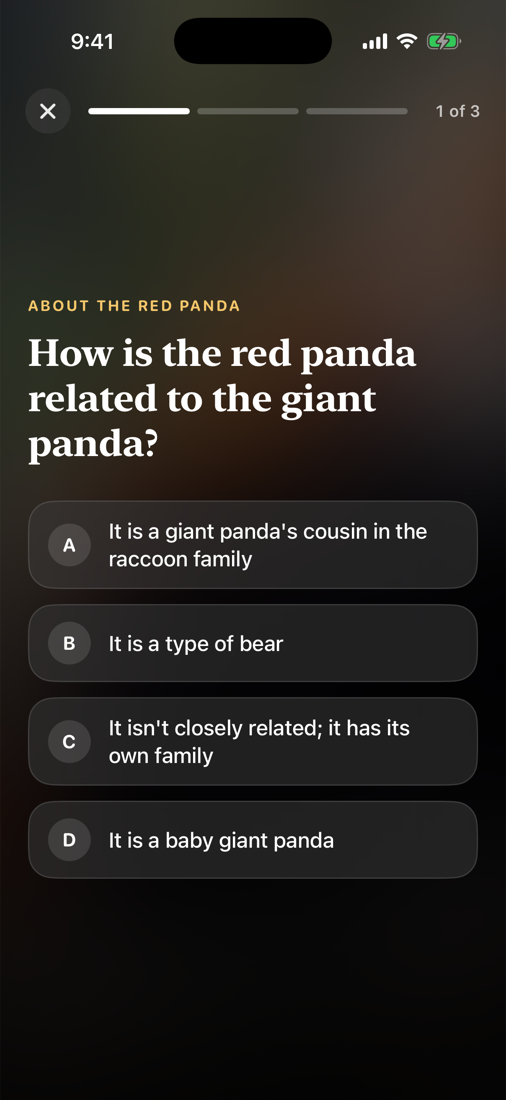 9:41
1 of 3
ABOUT THE RED PANDA
How is the red panda
related to the giant
panda?
A
It is a giant panda's cousin in the
raccoon family
B
It is a type of bear
C
It isn't closely related; it has its
own family
D
It is a baby giant panda